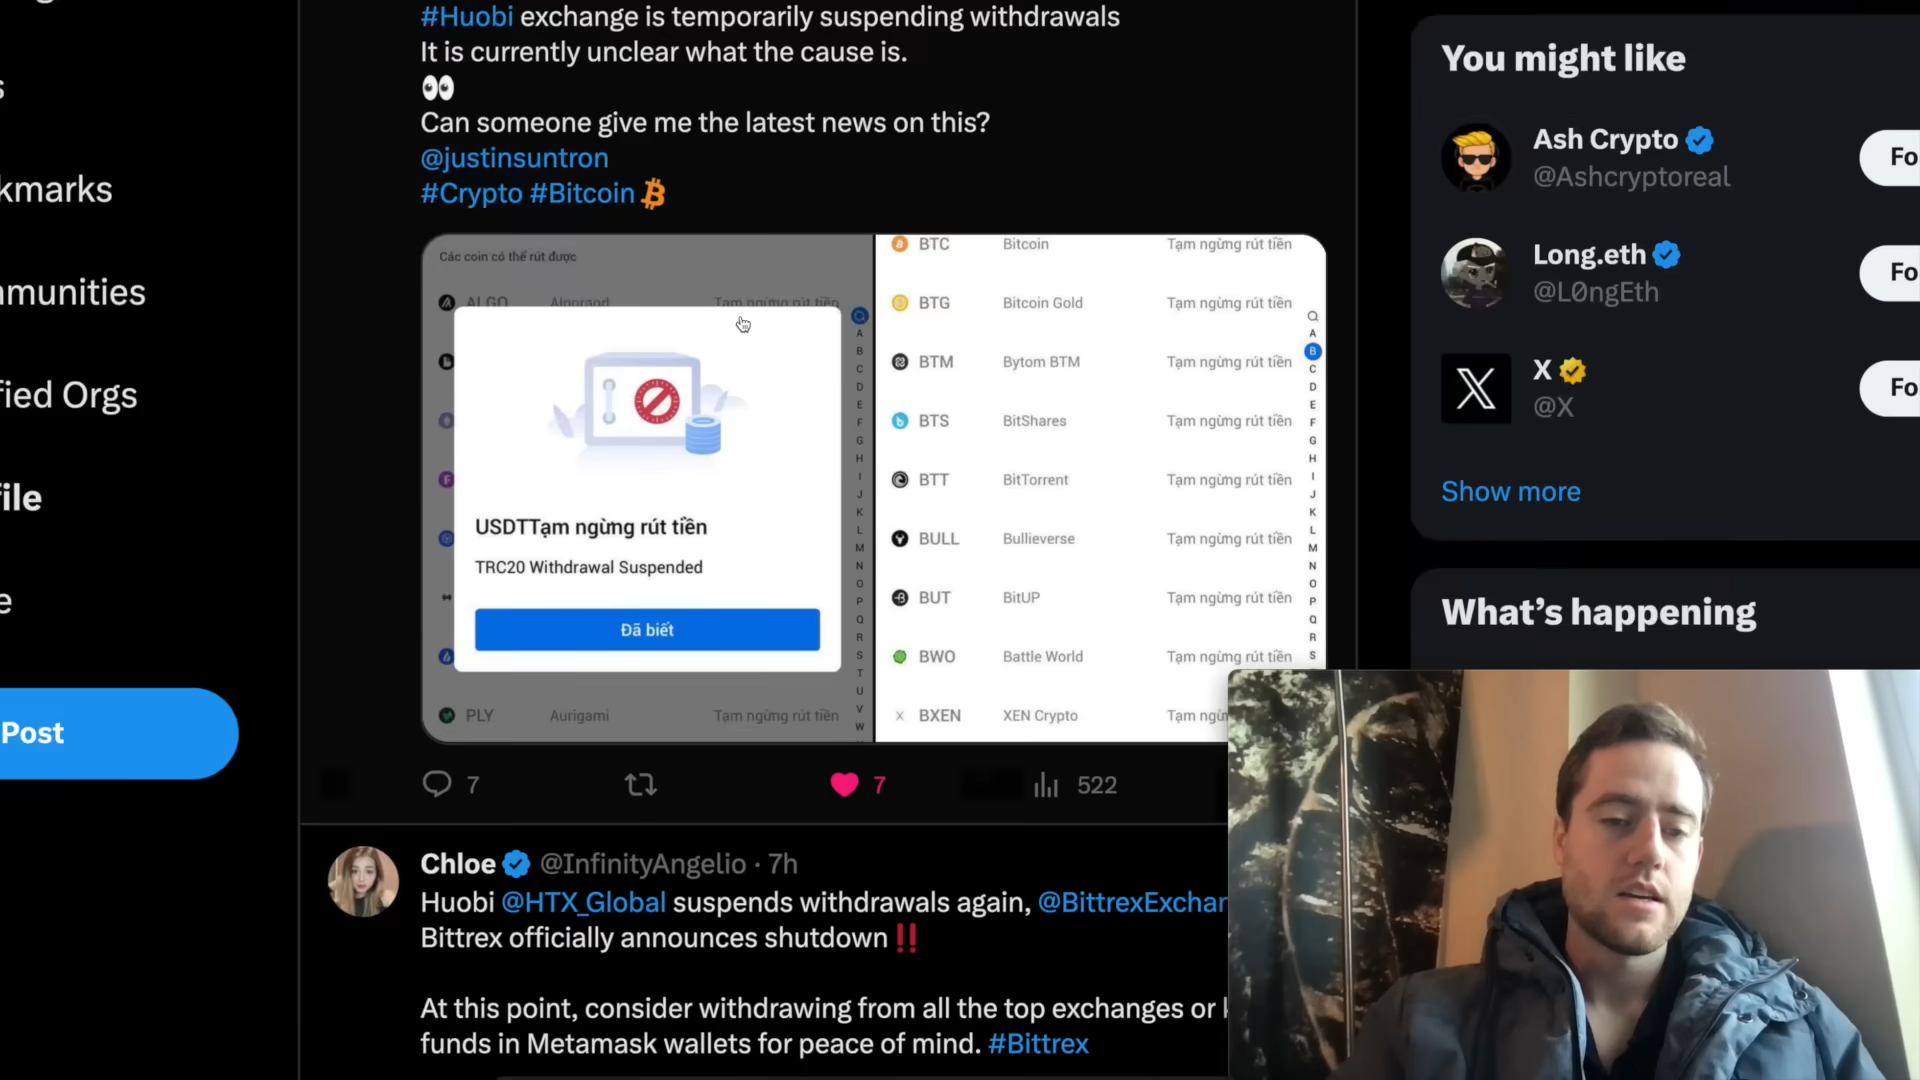 #Huobi exchange is temporarily suspending withdrawals
It is currently unclear what the cause is.
Can someone give me the latest news on this?
@justinsuntron
#Crypto #Bitcoin
Các coin có thể rút được
ALGO Algorand Tạm ngừng rút tiền
USDTTạm ngừng rút tiền
TRC20 Withdrawal Suspended
Đã biết
PLY Aurigami Tạm ngừng rút tiền
A
B
C
D
E
F
G
H
I
J
K
L
M
N
O
P
Q
R
S
T
U
V
W
BTC Bitcoin Tạm ngừng rút tiền
BTG Bitcoin Gold Tạm ngừng rút tiền
BTM Bytom BTM Tạm ngừng rút tiền
BTS BitShares Tạm ngừng rút tiền
BTT BitTorrent Tạm ngừng rút tiền
BULL Bullieverse Tạm ngừng rút tiền
BUT BitUP Tạm ngừng rút tiền
BWO Battle World Tạm ngừng rút tiền
BXEN XEN Crypto Tạm
A
B
C
D
E
F
G
H
I
J
K
L
M
N
O
P
Q
R
S
7 7 522
Chloe @InfinityAngelio · 7h
Huobi @HTX_Global suspends withdrawals again, @BittrexExchar
Bittrex officially announces shutdown ‼️
At this point, consider withdrawing from all the top exchanges or
funds in Metamask wallets for peace of mind. #Bittrex
kmarks
munities
fied Orgs
file
e
Post
You might like
Ash Crypto
@Ashcryptoreal
Fo
Long.eth
@L0ngEth
Fo
X
@X
Fo
Show more
What's happening